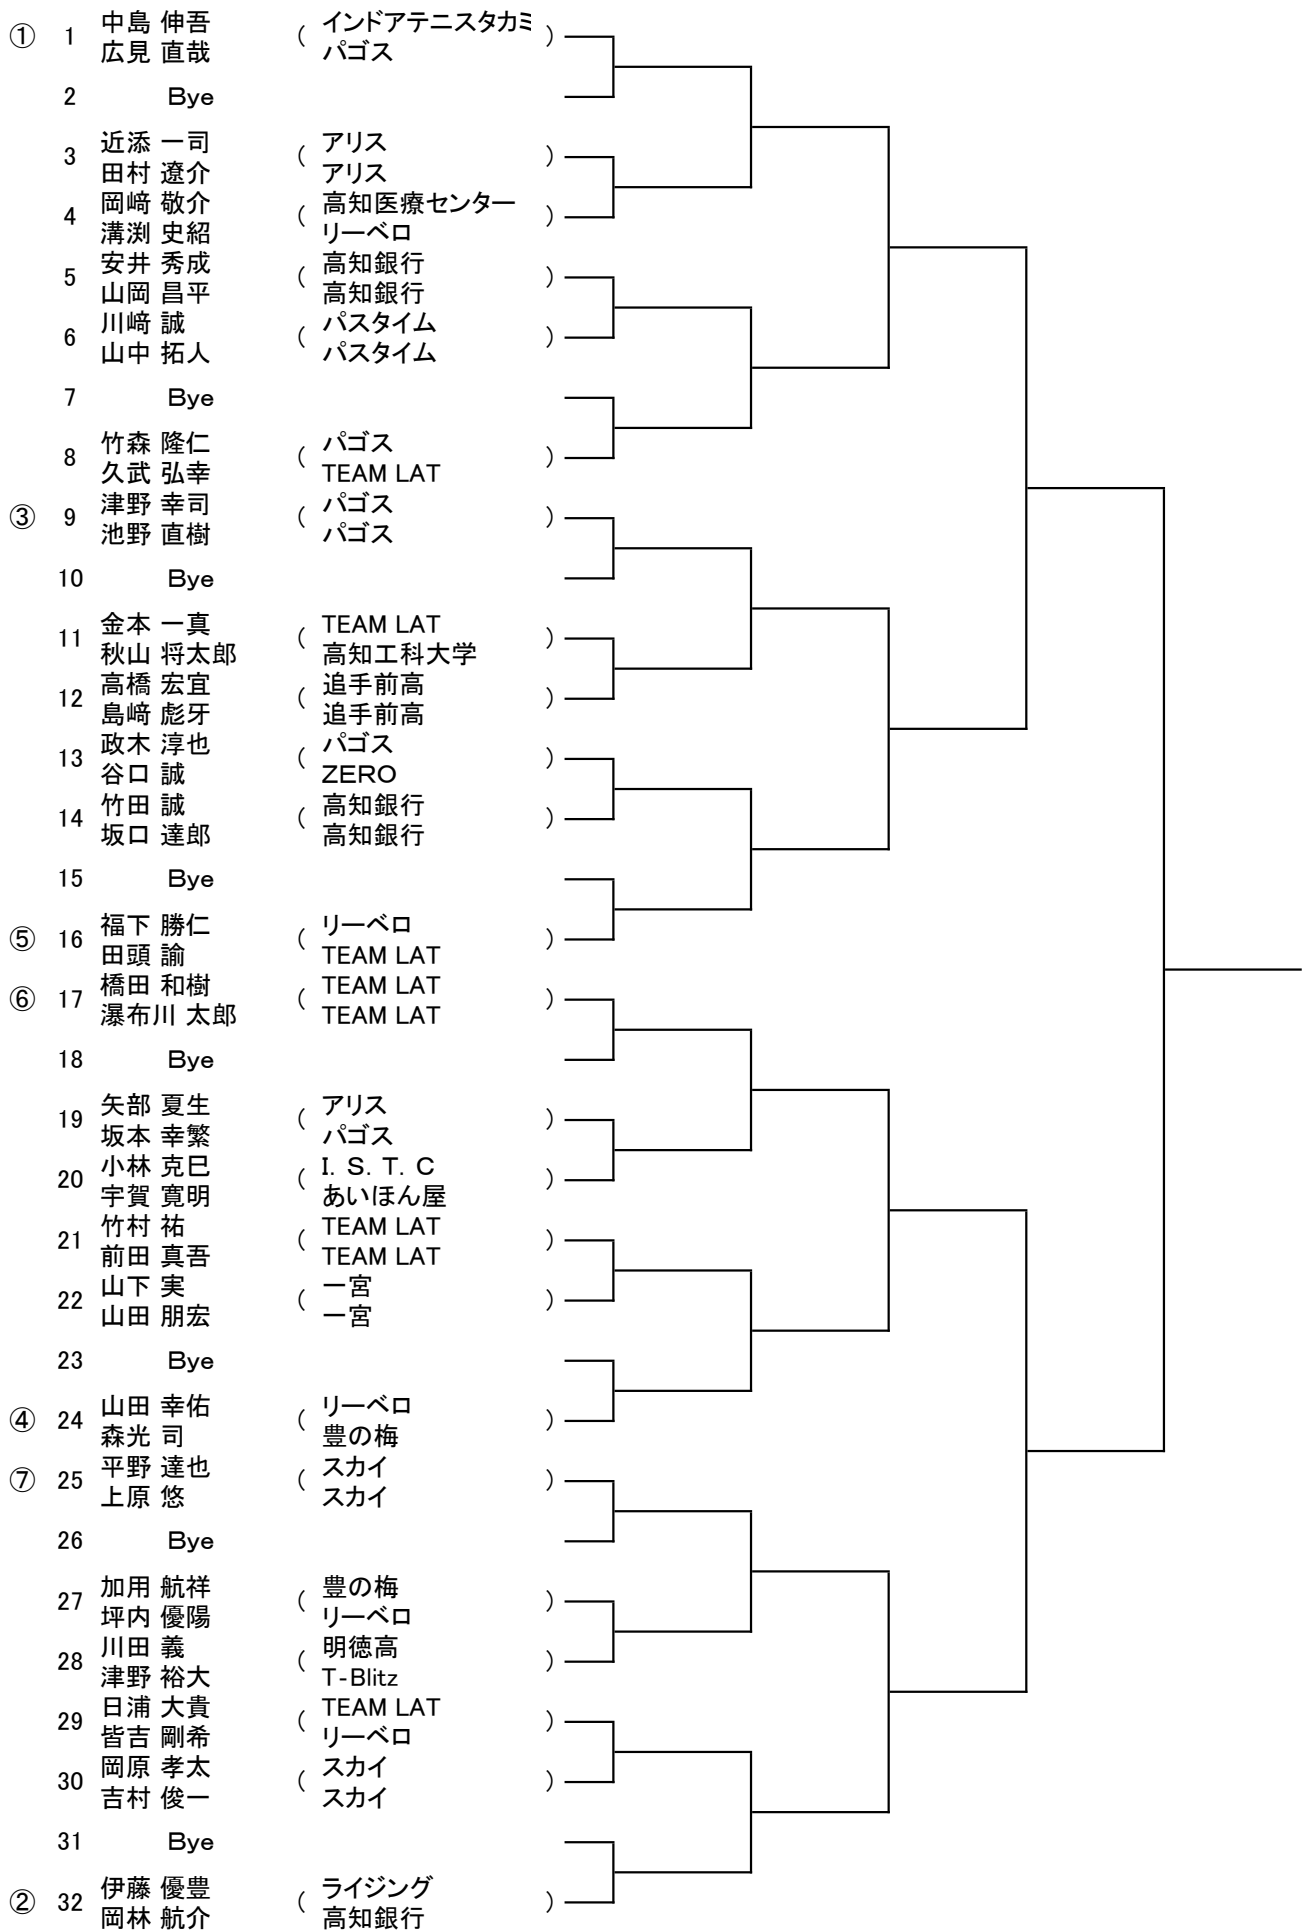 中島 伸吾 インドアテニスタカミ
① 1 ( )
広見 直哉 パゴス
2 Bye
近添 一司 アリス
3 ( )
田村 遼介 アリス
岡﨑 敬介 高知医療センター
4 ( )
溝渕 史紹 リーベロ
安井 秀成 高知銀行
5 ( )
山岡 昌平 高知銀行
川﨑 誠 パスタイム
6 ( )
山中 拓人 パスタイム
7 Bye
竹森 隆仁 パゴス
8 ( )
久武 弘幸 TEAM LAT
津野 幸司 パゴス
③ 9 ( )
池野 直樹 パゴス
10 Bye
金本 一真 TEAM LAT
11 ( )
秋山 将太郎 高知工科大学
高橋 宏宜 追手前高
12 ( )
島﨑 彪牙 追手前高
政木 淳也 パゴス
13 ( )
谷口 誠 ZERO
竹田 誠 高知銀行
14 ( )
坂口 達郎 高知銀行
15 Bye
福下 勝仁 リーベロ
⑤ 16 ( )
田頭 諭 TEAM LAT
橋田 和樹 TEAM LAT
⑥ 17 ( )
瀑布川 太郎 TEAM LAT
18 Bye
矢部 夏生 アリス
19 ( )
坂本 幸繁 パゴス
小林 克巳 I. S. T. C
20 ( )
宇賀 寛明 あいほん屋
竹村 祐 TEAM LAT
21 ( )
前田 真吾 TEAM LAT
山下 実 一宮
22 ( )
山田 朋宏 一宮
23 Bye
山田 幸佑 リーベロ
④ 24 ( )
森光 司 豊の梅
平野 達也 スカイ
⑦ 25 ( )
上原 悠 スカイ
26 Bye
加用 航祥 豊の梅
27 ( )
坪内 優陽 リーベロ
川田 義 明徳高
28 ( )
津野 裕大 T-Blitz
日浦 大貴 TEAM LAT
29 ( )
皆吉 剛希 リーベロ
岡原 孝太 スカイ
30 ( )
吉村 俊一 スカイ
31 Bye
伊藤 優豊 ライジング
② 32 ( )
岡林 航介 高知銀行